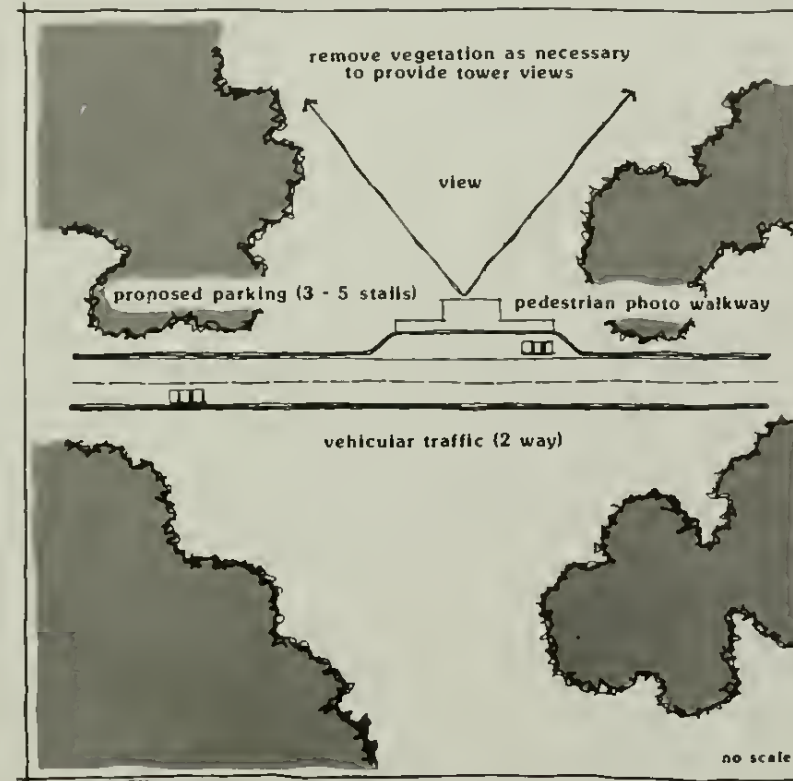 remove vegetation as necessary
to provide tower views
view
proposed parking (3 - 5 stalls)
pedestrian photo walkway
vehicular traffic (2 way)
no scale